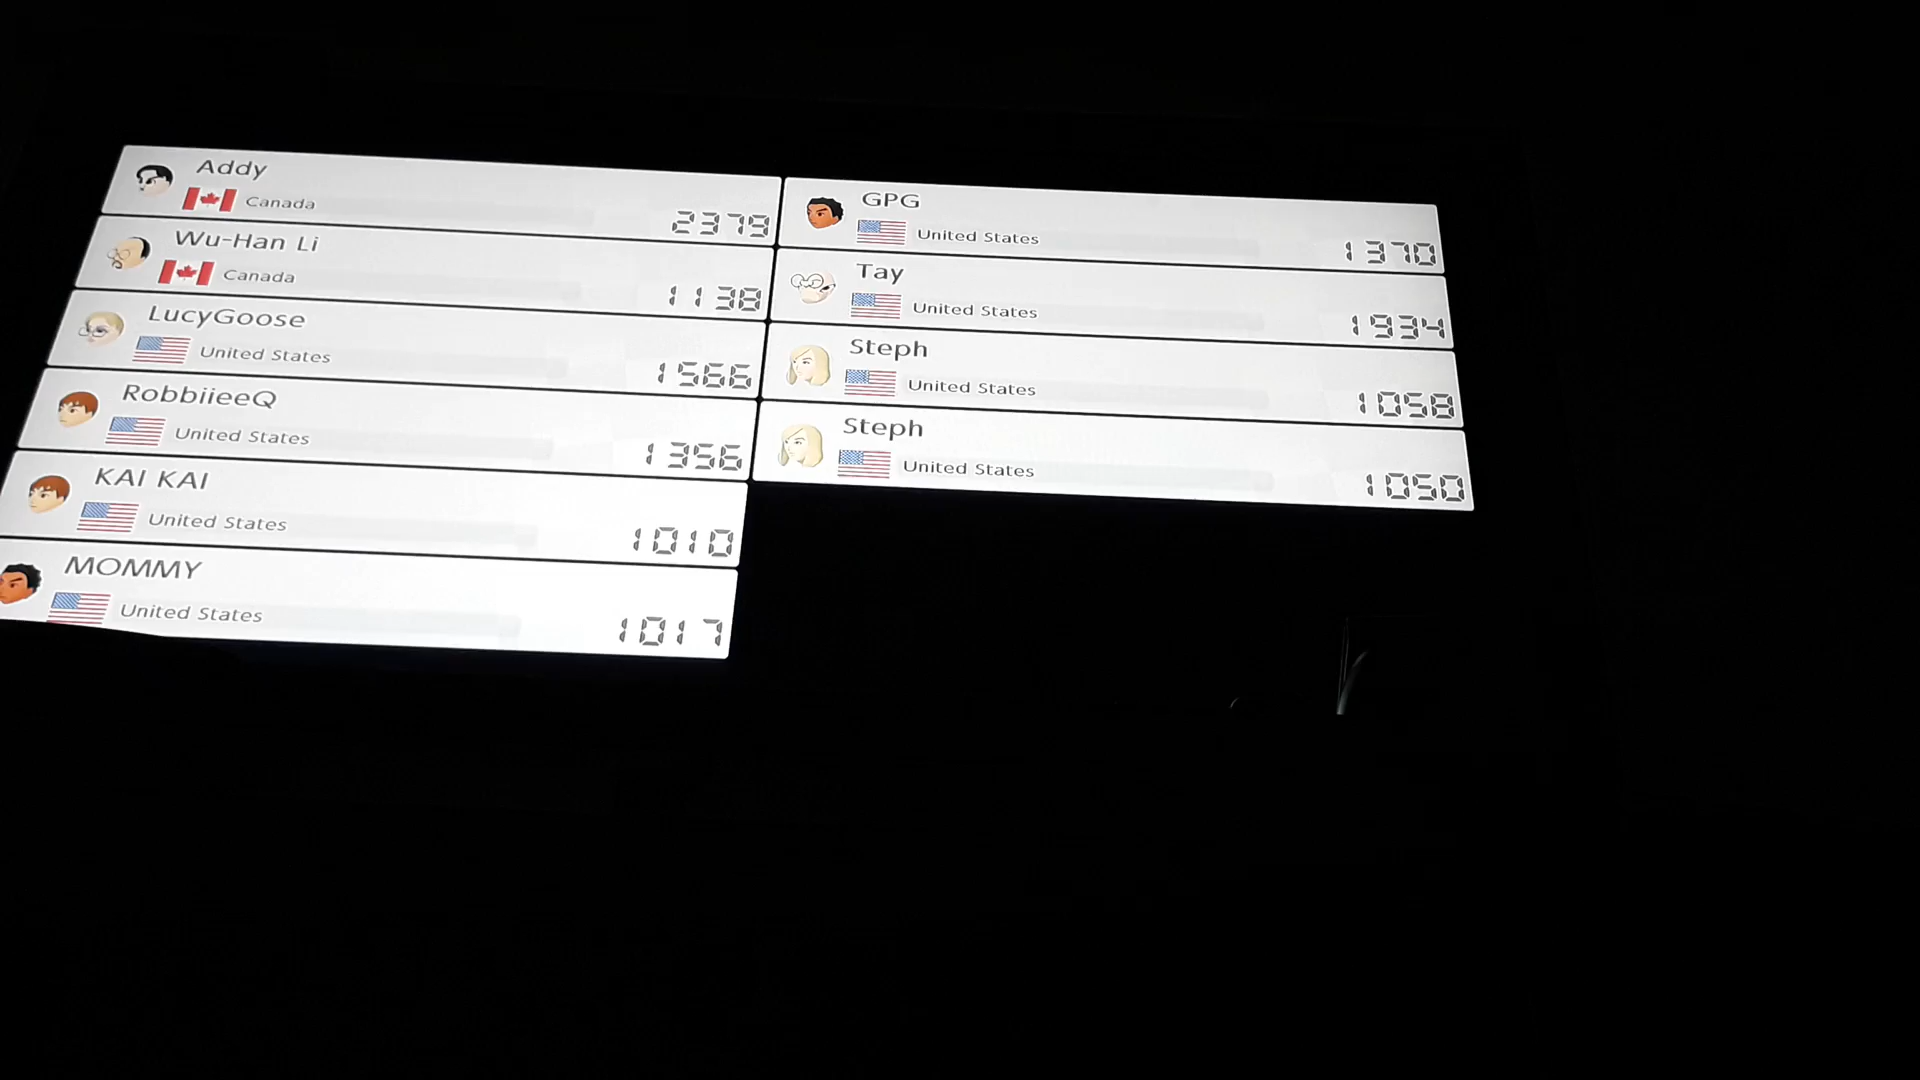 Addy
Canada
2379
Wu-Han Li
Canada
1138
LucyGoose
United States
1566
RobbiieeQ
United States
1356
KAI KAI
United States
1010
MOMMY
United States
1017
GPG
United States
1370
Tay
United States
1934
Steph
United States
1058
Steph
United States
1050